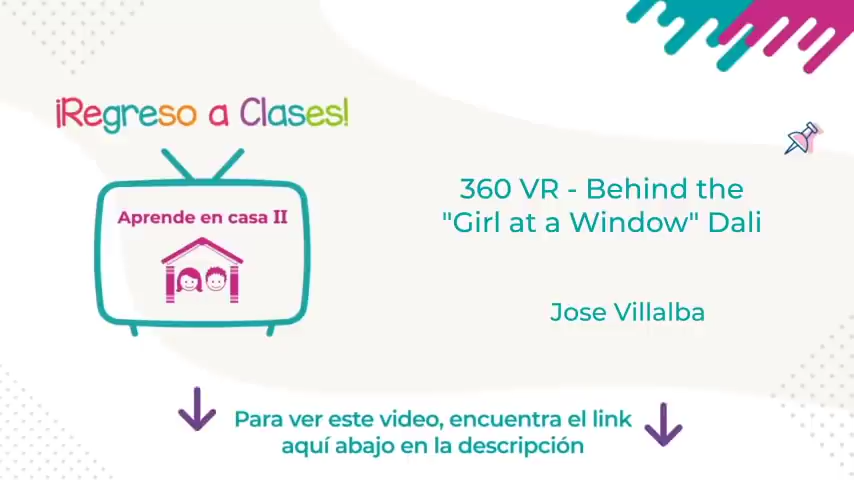 ¡Regreso a Clases!
Aprende en casa II
360 VR - Behind the
"Girl at a Window" Dali
Jose Villalba
Para ver este video, encuentra el link
aquí abajo en la descripción